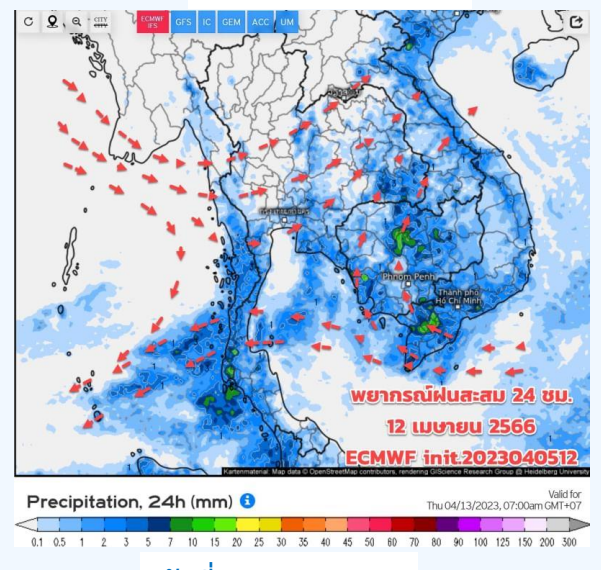 CITY
CITY
ECMWF IFS
GFS
IC
GEM
ACC
UM
Phnom Penh
Thành phố
Hồ Chí Minh
พยากรณ์ฝนสะสม 24 ชม.
12 เมษายน 2566
ECMWF init.2023040512
Kartenmaterial: Map data © OpenStreetMap contributors, rendering GIScience Research Group @ Heidelberg University
Precipitation, 24h (mm)
Valid for
Thu 04/13/2023, 07:00am GMT+07
0.1 0.5 1 2 3 5 7 10 15 20 25 30 35 40 45 50 60 70 80 90 100 125 150 200 300